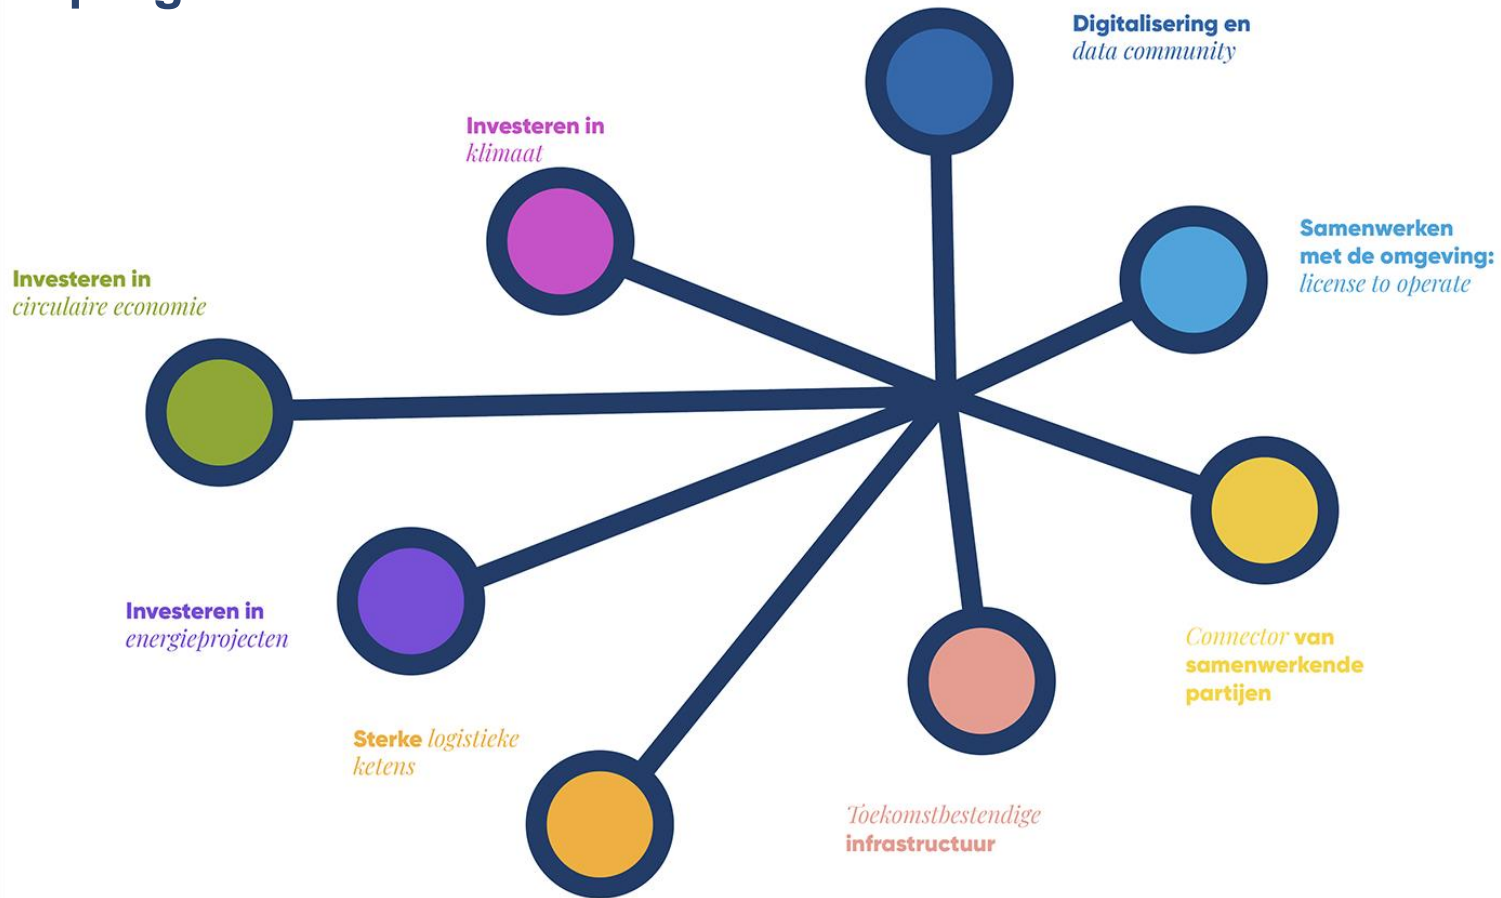 Digitalisering en
data community
Investeren in
klimaat
Samenwerken
met de omgeving:
license to operate
Investeren in
circulaire economie
Investeren in
energieprojecten
Connector van
samenwerkende
partijen
Sterke logistieke
ketens
Toekomstbestendige
infrastructuur